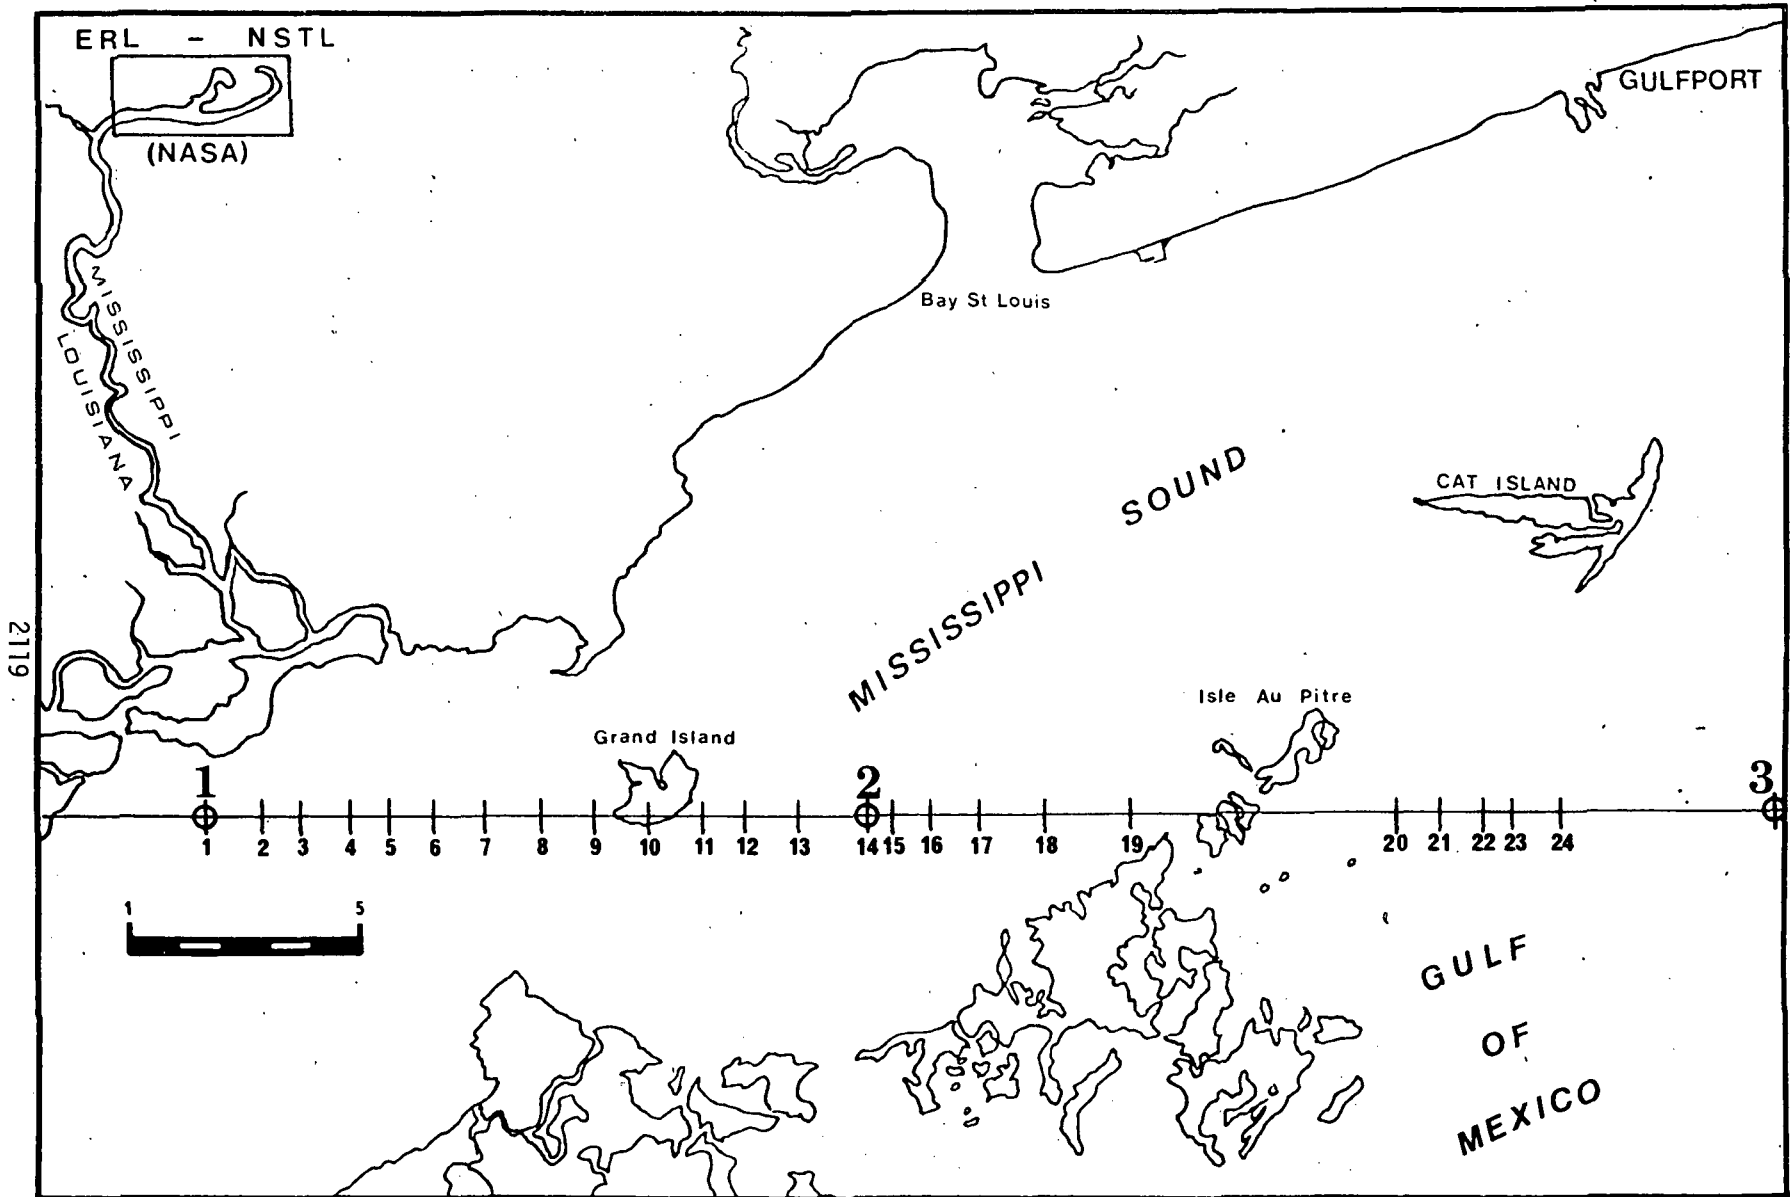 ERL - NSTL
(NASA)
GULFPORT
Bay St Louis
MISSISSIPPI
LOUISIANA
SOUND
CAT ISLAND
MISSISSIPPI
2119
Isle Au Pitre
Grand Island
1 2 3
1 2 3 4 5 6 7 8 9 10 11 12 13 14 15 16 17 18 19 20 21 22 23 24
1 5
GULF
OF
MEXICO